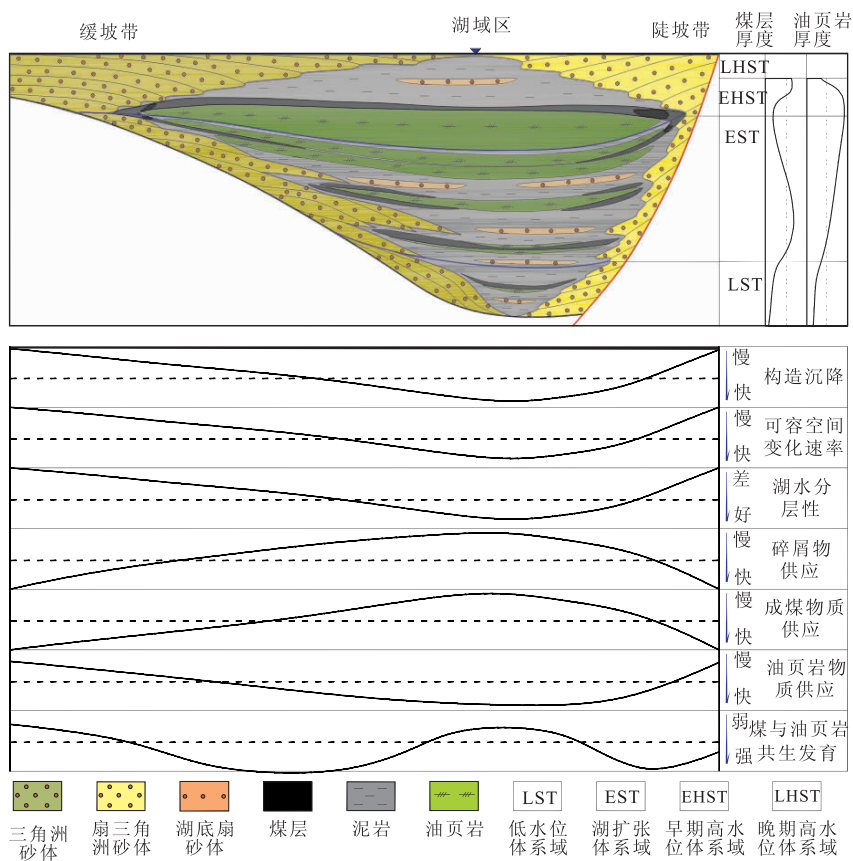 缓坡带
湖域区
陡坡带
煤层
厚度
油页岩
厚度
LHST
EHST
EST
LST
慢
快
构造沉降
慢
快
可容空间
变化速率
差
好
湖水分
层性
慢
快
碎屑物
供应
慢
快
成煤物质
供应
慢
快
油页岩物
质供应
弱
强
煤与油页岩
共生发育
三角洲
砂体
扇三角
洲砂体
湖底扇
砂体
煤层
泥岩
油页岩
LST
低水位
体系域
EST
湖扩张
体系域
EHST
早期高水
位体系域
LHST
晚期高水
位体系域